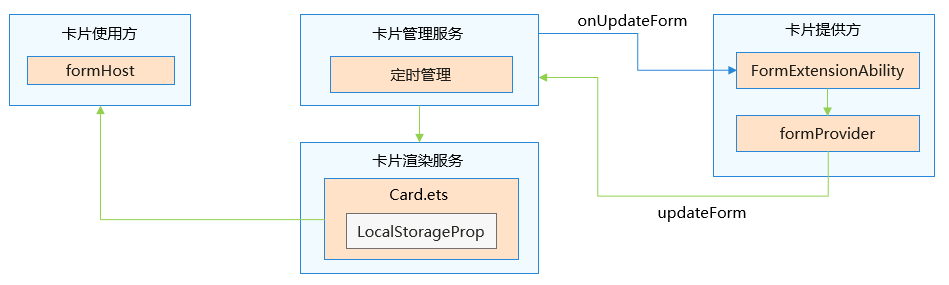 卡片使用方
formHost
卡片管理服务
定时管理
onUpdateForm
卡片提供方
FormExtensionAbility
formProvider
updateForm
卡片渲染服务
Card.ets
LocalStorageProp